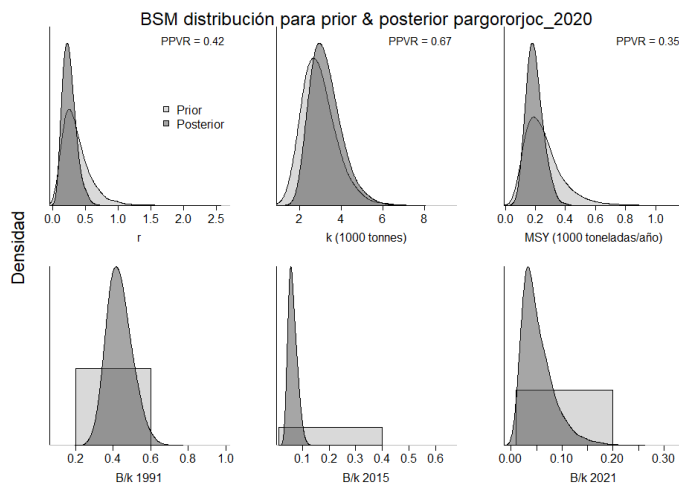 BSM distribución para prior & posterior pargororjoc_2020
PPVR = 0.42
PPVR = 0.67
PPVR = 0.35
Prior
Posterior
0.0 0.5 1.0 1.5 2.0 2.5
r
2 4 6 8
k (1000 tonnes)
0.0 0.2 0.4 0.6 0.8 1.0
MSY (1000 toneladas/año)
Densidad
0.2 0.4 0.6 0.8 1.0
B/k 1991
0.1 0.2 0.3 0.4 0.5 0.6
B/k 2015
0.00 0.10 0.20 0.30
B/k 2021